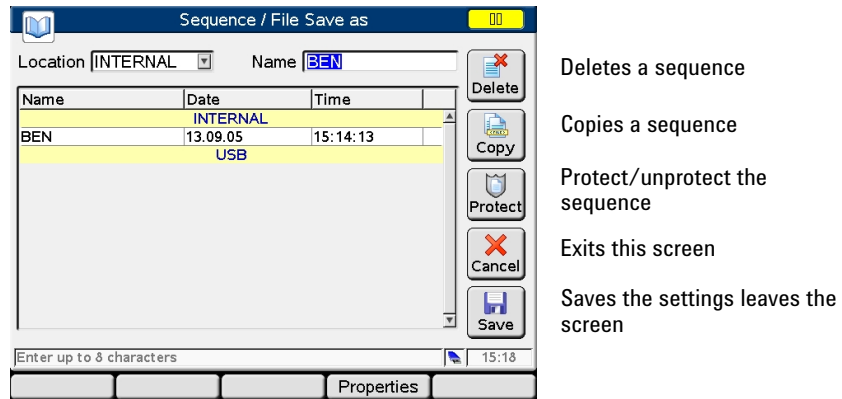 Sequence / File Save as
Location INTERNAL Name BEN
Delete
Deletes a sequence
Name Date Time
INTERNAL
BEN 13.09.05 15:14:13
USB
Copy
Copies a sequence
Protect
Protect/unprotect the
sequence
Cancel
Exits this screen
Save
Saves the settings leaves the
screen
Enter up to 8 characters 15:18
Properties